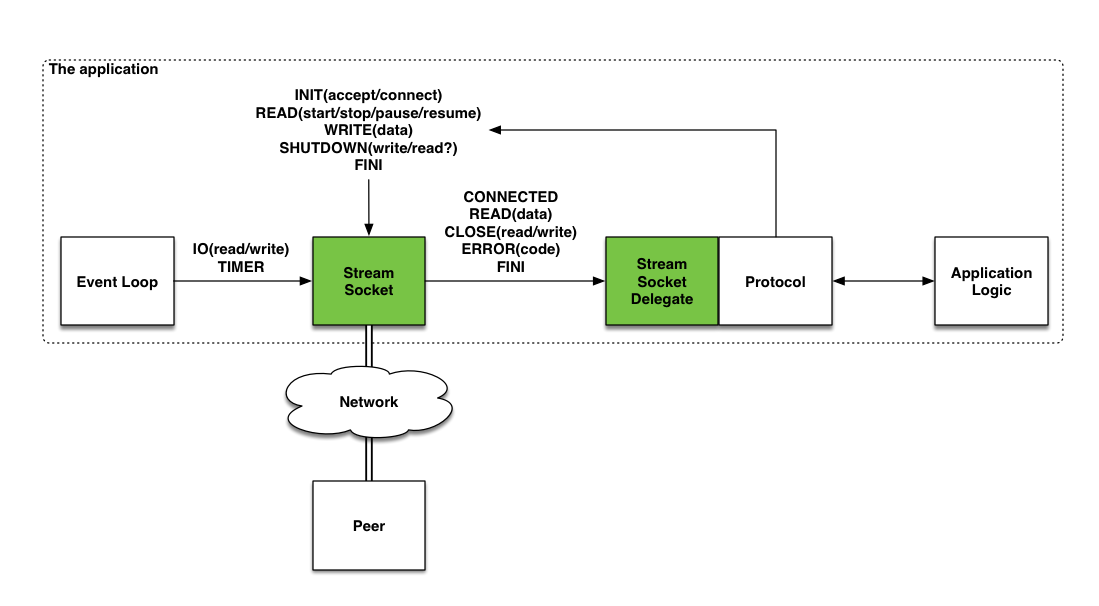 The application
INIT(accept/connect)
READ(start/stop/pause/resume)
WRITE(data)
SHUTDOWN(write/read?)
FINI
CONNECTED
READ(data)
CLOSE(read/write)
ERROR(code)
FINI
IO(read/write)
TIMER
Event Loop
Stream
Socket
Stream
Socket
Delegate
Protocol
Application
Logic
Network
Peer